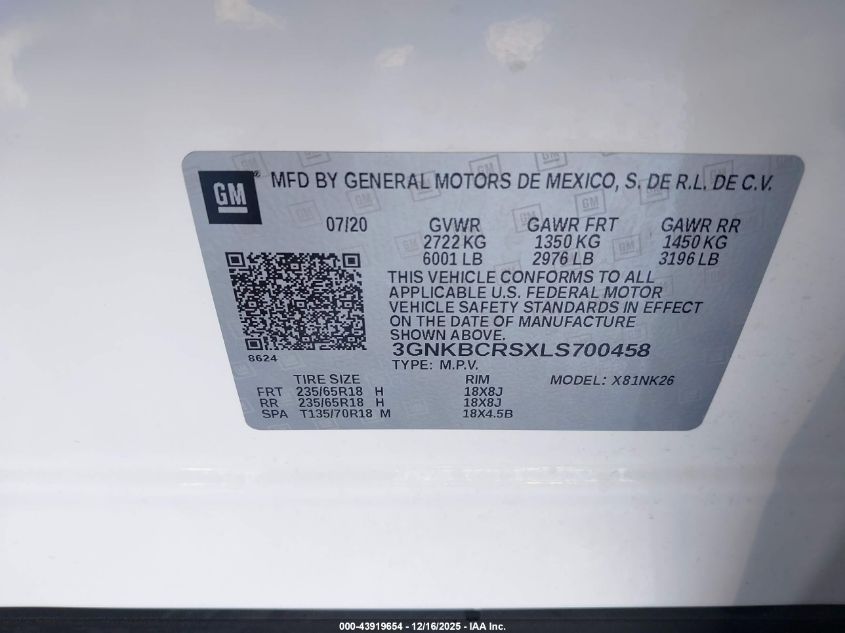 GM ® MFD BY GENERAL MOTORS DE MEXICO, S. DE R.L. DE C.V.
07/20 GVWR GAWR FRT GAWR RR
2722 KG 1350 KG 1450 KG
6001 LB 2976 LB 3196 LB
THIS VEHICLE CONFORMS TO ALL
APPLICABLE U.S. FEDERAL MOTOR
VEHICLE SAFETY STANDARDS IN EFFECT
ON THE DATE OF MANUFACTURE
SHOWN ABOVE.
3GNKBCRSXLS700458
8624
TYPE: M.P.V.
TIRE SIZE RIM MODEL: X81NK26
FRT 235/65R18 H 18X8J
RR 235/65R18 H 18X8J
SPA T135/70R18 M 18X4.5B
000-43919654 - 12/16/2025 - IAA Inc.